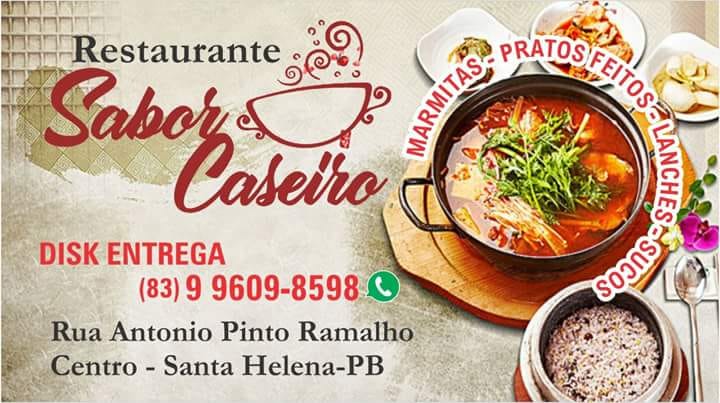 Restaurante
Sabor
Caseiro
MARMITAS - PRATOS FEITOS - LANCHES - SUCOS
DISK ENTREGA
(83) 9 9609-8598
Rua Antonio Pinto Ramalho
Centro - Santa Helena-PB